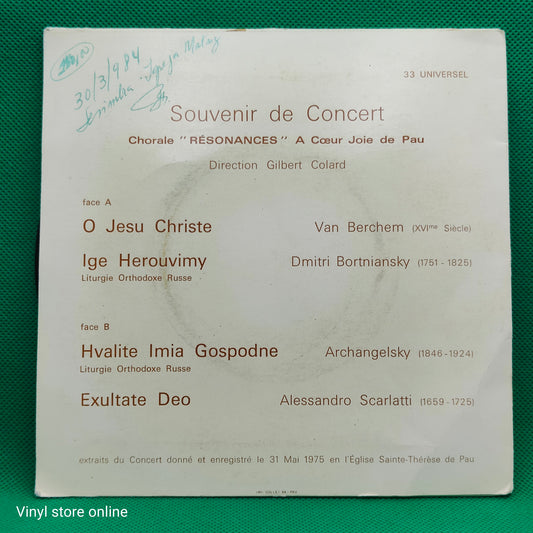 30/3/984
33 UNIVERSEL
Souvenir de Concert
Chorale "RÉSONANCES" A Cœur Joie de Pau
Direction Gilbert Colard
face A
O Jesu Christe Van Berchem (XVIme Siècle)
Ige Herouvimy Dmitri Bortniansky (1751-1825)
Liturgie Orthodoxe Russe
face B
Hvalite Imia Gospodne Archangelsky (1846-1924)
Liturgie Orthodoxe Russe
Exultate Deo Alessandro Scarlatti (1659-1725)
extraits du Concert donné et enregistré le 31 Mai 1975 en l'Église Sainte-Thérèse de Pau
Vinyl store online